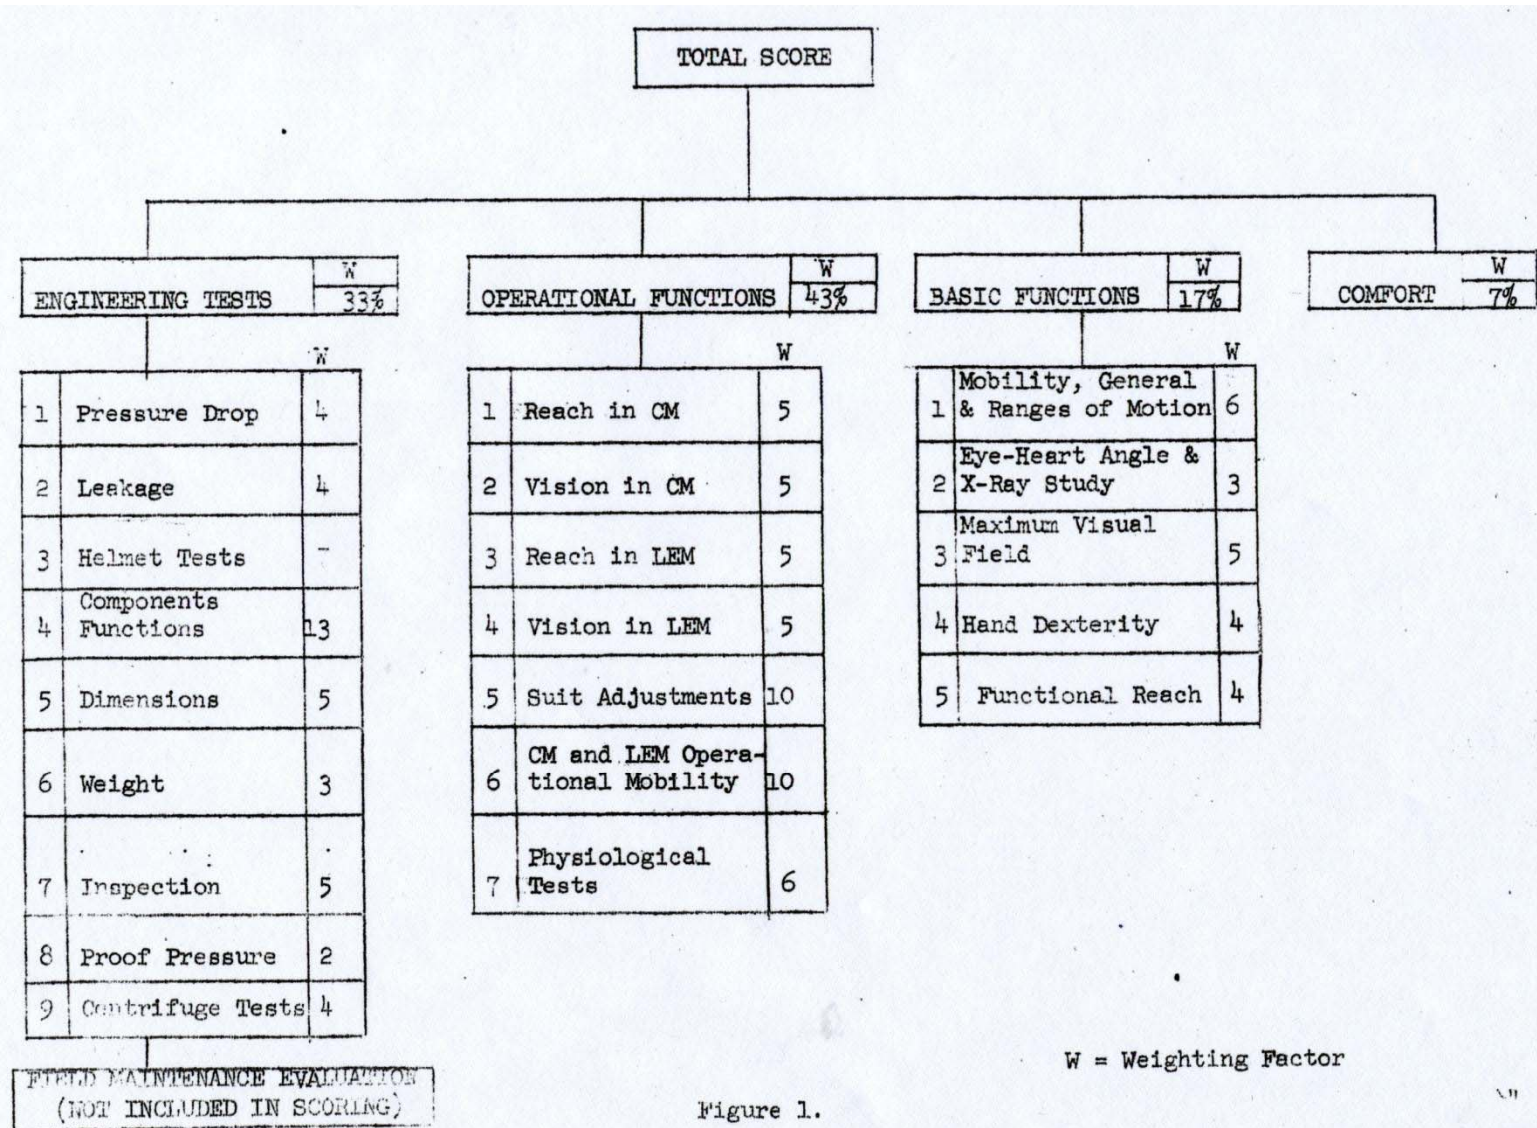 TOTAL SCORE
ENGINEERING TESTS
W
33%
OPERATIONAL FUNCTIONS
W
43%
BASIC FUNCTIONS
W
17%
COMFORT
W
7%
W
1 Pressure Drop 4
2 Leakage 4
3 Helmet Tests -
4 Components
Functions 13
5 Dimensions 5
6 Weight 3
7 Inspection 5
8 Proof Pressure 2
9 Centrifuge Tests 4
FIELD MAINTENANCE EVALUATION
(NOT INCLUDED IN SCORING)
W
1 Reach in CM 5
2 Vision in CM 5
3 Reach in LEM 5
4 Vision in LEM 5
5 Suit Adjustments 10
6 CM and LEM Opera-
tional Mobility 10
7 Physiological
Tests 6
W
1 Mobility, General
& Ranges of Motion 6
2 Eye-Heart Angle &
X-Ray Study 3
3 Maximum Visual
Field 5
4 Hand Dexterity 4
5 Functional Reach 4
W = Weighting Factor
Figure 1.